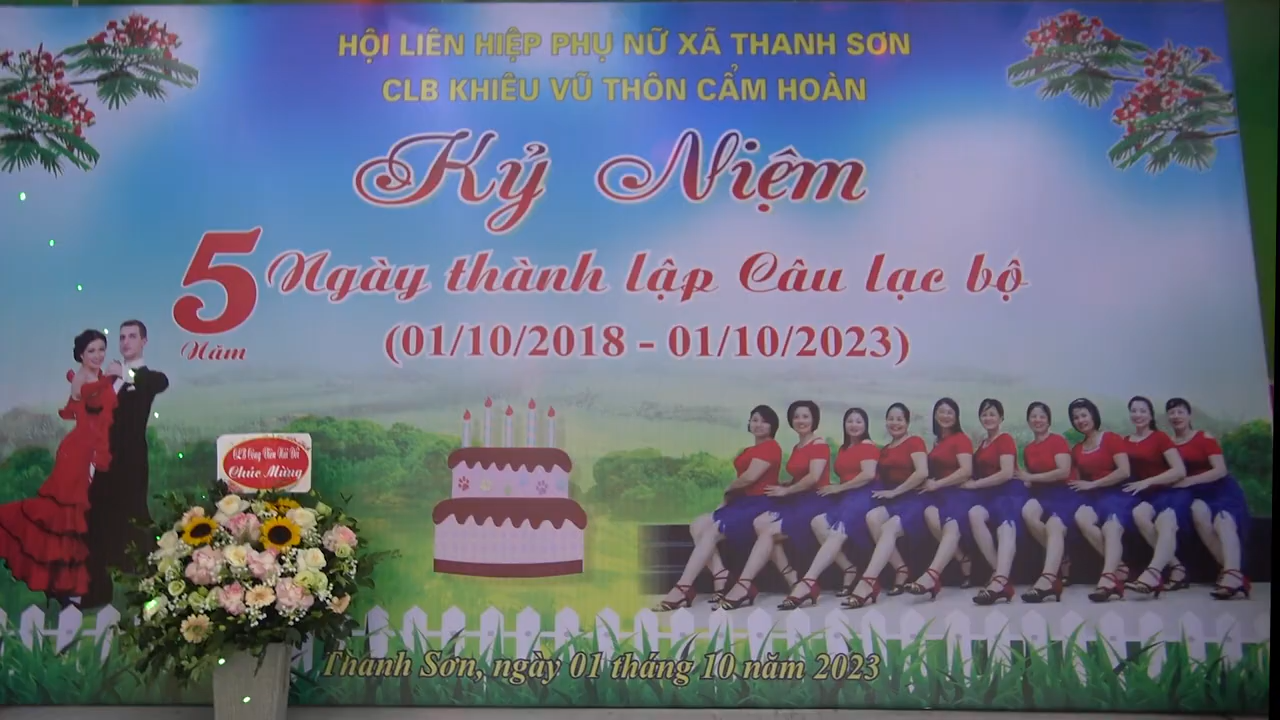 HỘI LIÊN HIỆP PHỤ NỮ XÃ THANH SƠN
CLB KHIÊU VŨ THÔN CẨM HOÀN
Kỷ Niệm
5 Ngày thành lập Câu lạc bộ
Năm
(01/10/2018 - 01/10/2023)
Chúc Mừng
Thanh Sơn, ngày 01 tháng 10 năm 2023